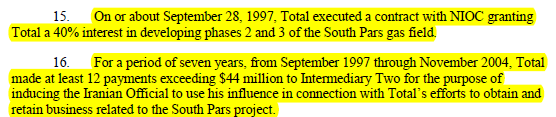 15. On or about September 28, 1997, Total executed a contract with NIOC granting
Total a 40% interest in developing phases 2 and 3 of the South Pars gas field.
16. For a period of seven years, from September 1997 through November 2004, Total
made at least 12 payments exceeding $44 million to Intermediary Two for the purpose of
inducing the Iranian Official to use his influence in connection with Total's efforts to obtain and
retain business related to the South Pars project.